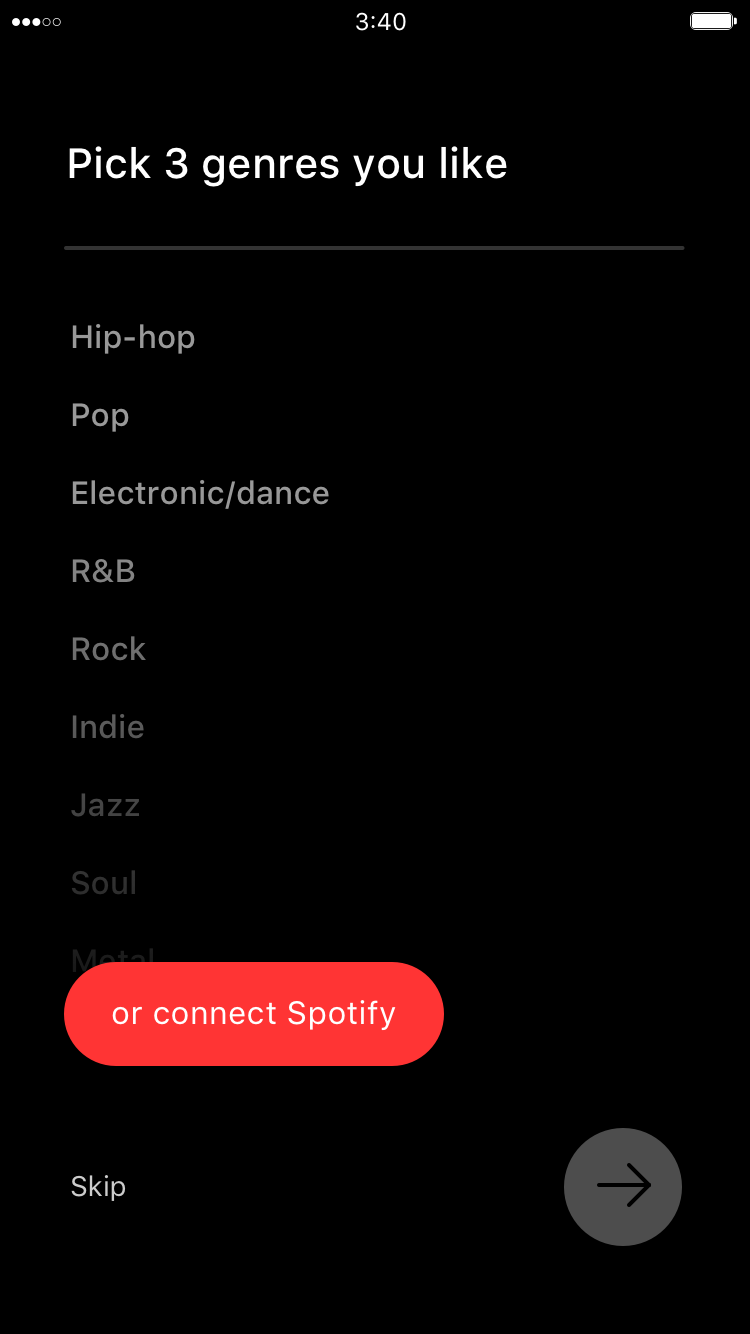 3:40
Pick 3 genres you like
Hip-hop
Pop
Electronic/dance
R&B
Rock
Indie
Jazz
Soul
Metal
or connect Spotify
Skip